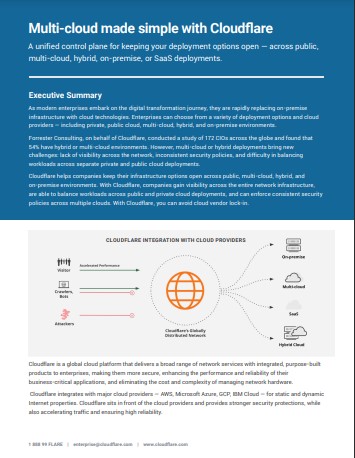 Multi-cloud made simple with Cloudflare
A unified control plane for keeping your deployment options open — across public,
multi-cloud, hybrid, on-premise, or SaaS deployments.
Executive Summary
As modern enterprises embark on the digital transformation journey, they are rapidly replacing on-premise
infrastructure with cloud technologies. Enterprises can choose from a variety of deployment options and cloud
providers — including private, public cloud, multi-cloud, hybrid, and on-premise environments.
Forrester Consulting, on behalf of Cloudflare, conducted a study of 172 CIOs across the globe and found that
54% have hybrid or multi-cloud environments. However, multi-cloud or hybrid deployments bring new
challenges: lack of visibility across the network, inconsistent security policies, and difficulty in balancing
workloads across separate private and public cloud deployments.
Cloudflare helps companies keep their infrastructure options open across public, multi-cloud, hybrid, and
on-premise environments. With Cloudflare, companies gain visibility across the entire network infrastructure,
are able to balance workloads across public and private cloud deployments, and can enforce consistent security
policies across multiple clouds. With Cloudflare, you can avoid cloud vendor lock-in.
CLOUDFLARE INTEGRATION WITH CLOUD PROVIDERS
Visitor
Accelerated Performance
Crawlers,
Bots
Attackers
Cloudflare's Globally
Distributed Network
On-premise
Multi-cloud
SaaS
Hybrid Cloud
Cloudflare is a global cloud platform that delivers a broad range of network services with integrated, purpose-built
products to enterprises, making them more secure, enhancing the performance and reliability of their
business-critical applications, and eliminating the cost and complexity of managing network hardware.
Cloudflare integrates with major cloud providers — AWS, Microsoft Azure, GCP, IBM Cloud — for static and dynamic
Internet properties. Cloudflare sits in front of the cloud providers and provides stronger security protections, while
also accelerating traffic and ensuring high reliability.
1 888 99 FLARE | enterprise@cloudflare.com | www.cloudflare.com